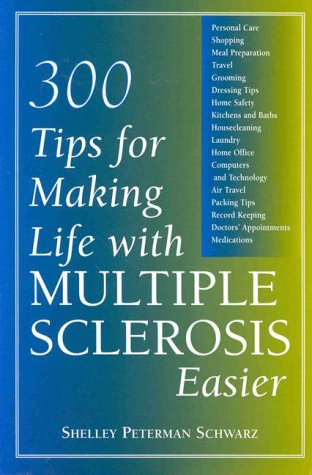 300
Tips for
Making
Life with
MULTIPLE
SCLEROSIS
Easier
Personal Care
Shopping
Meal Preparation
Travel
Grooming
Dressing Tips
Home Safety
Kitchens and Baths
Housecleaning
Laundry
Home Office
Computers
and Technology
Air Travel
Packing Tips
Record Keeping
Doctors' Appointments
Medications
SHELLEY PETERMAN SCHWARZ